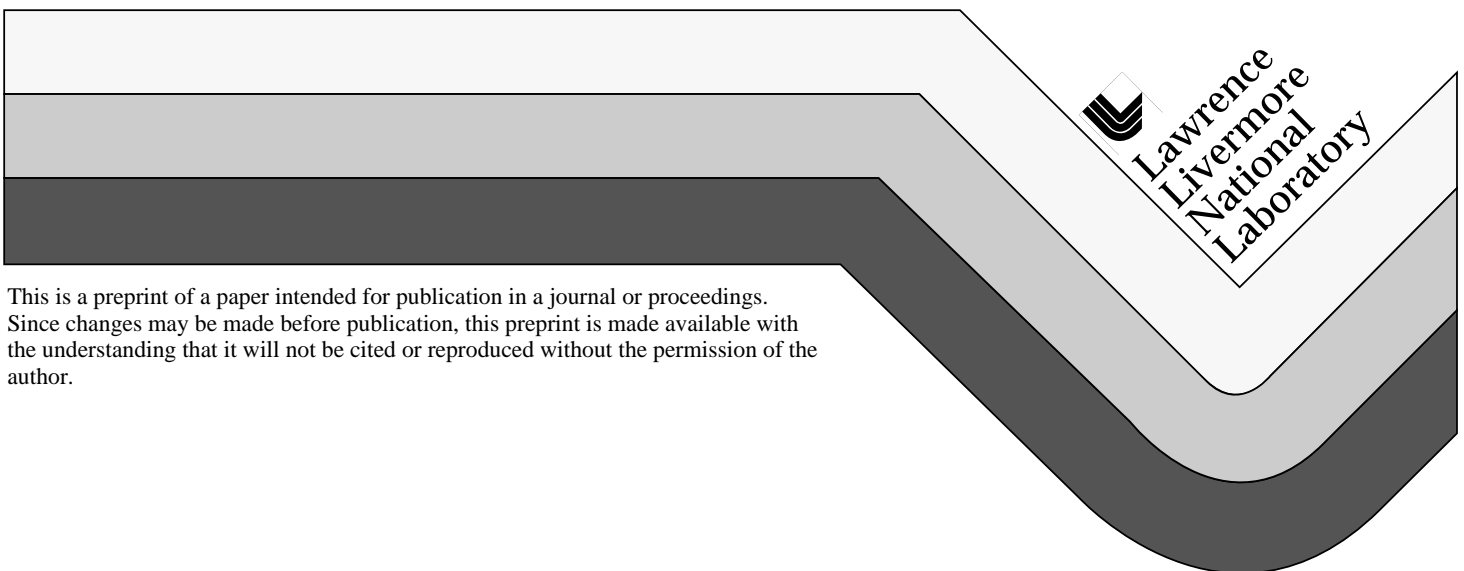 Lawrence
Livermore
National
Laboratory
This is a preprint of a paper intended for publication in a journal or proceedings.
Since changes may be made before publication, this preprint is made available with
the understanding that it will not be cited or reproduced without the permission of the
author.